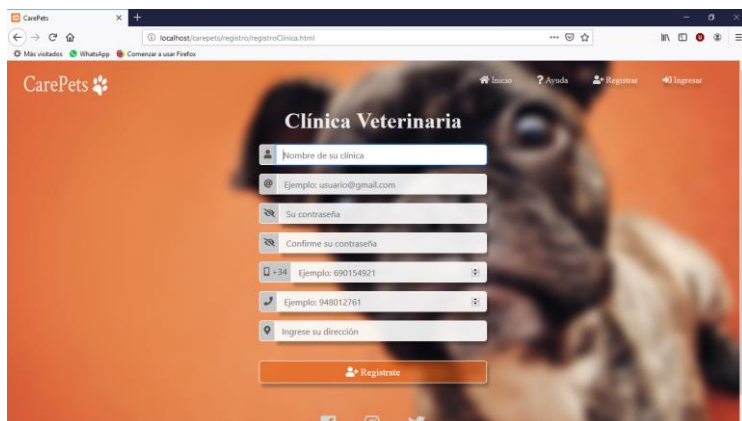 CarePets
localhost/carepets/registro/registroClinica.html
Más visitados WhatsApp Comenzar a usar Firefox
CarePets
Inicio ? Ayuda Registrar Ingresar
Clínica Veterinaria
Nombre de su clínica
@ Ejemplo: usuario@gmail.com
Su contraseña
Confirme su contraseña
+34 Ejemplo: 690154921
Ejemplo: 948012761
Ingrese su dirección
Registrate